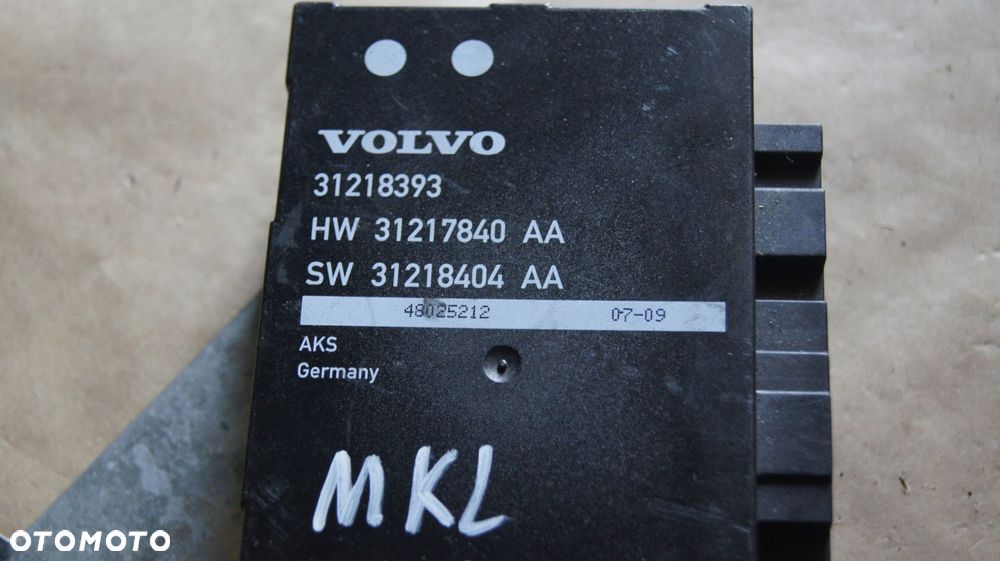 VOLVO
31218393
HW 31217840 AA
SW 31218404 AA
48025212 07-09
AKS
Germany
MKL
OTOMOTO